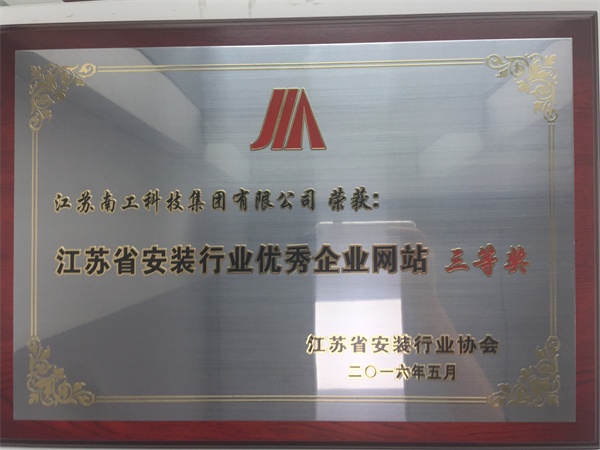 江苏南工科技集团有限公司 荣获:
江苏省安装行业优秀企业网站 三等奖
江苏省安装行业协会
二〇一六年五月